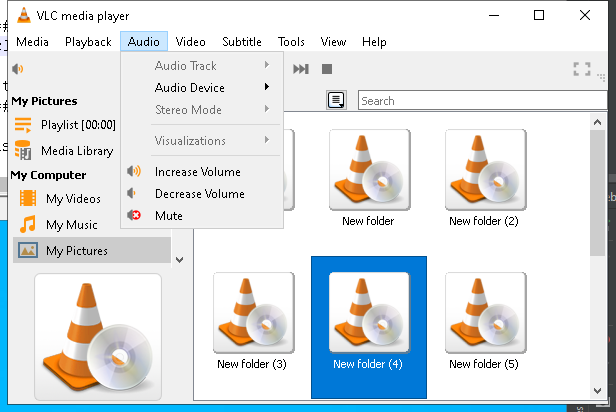 VLC media player
Media Playback Audio Video Subtitle Tools View Help
Audio Track
Audio Device
Stereo Mode
Visualizations
Increase Volume
Decrease Volume
Mute
My Pictures
Playlist [00:00]
Media Library
My Computer
My Videos
My Music
My Pictures
Search
New folder
New folder (2)
New folder (3)
New folder (4)
New folder (5)